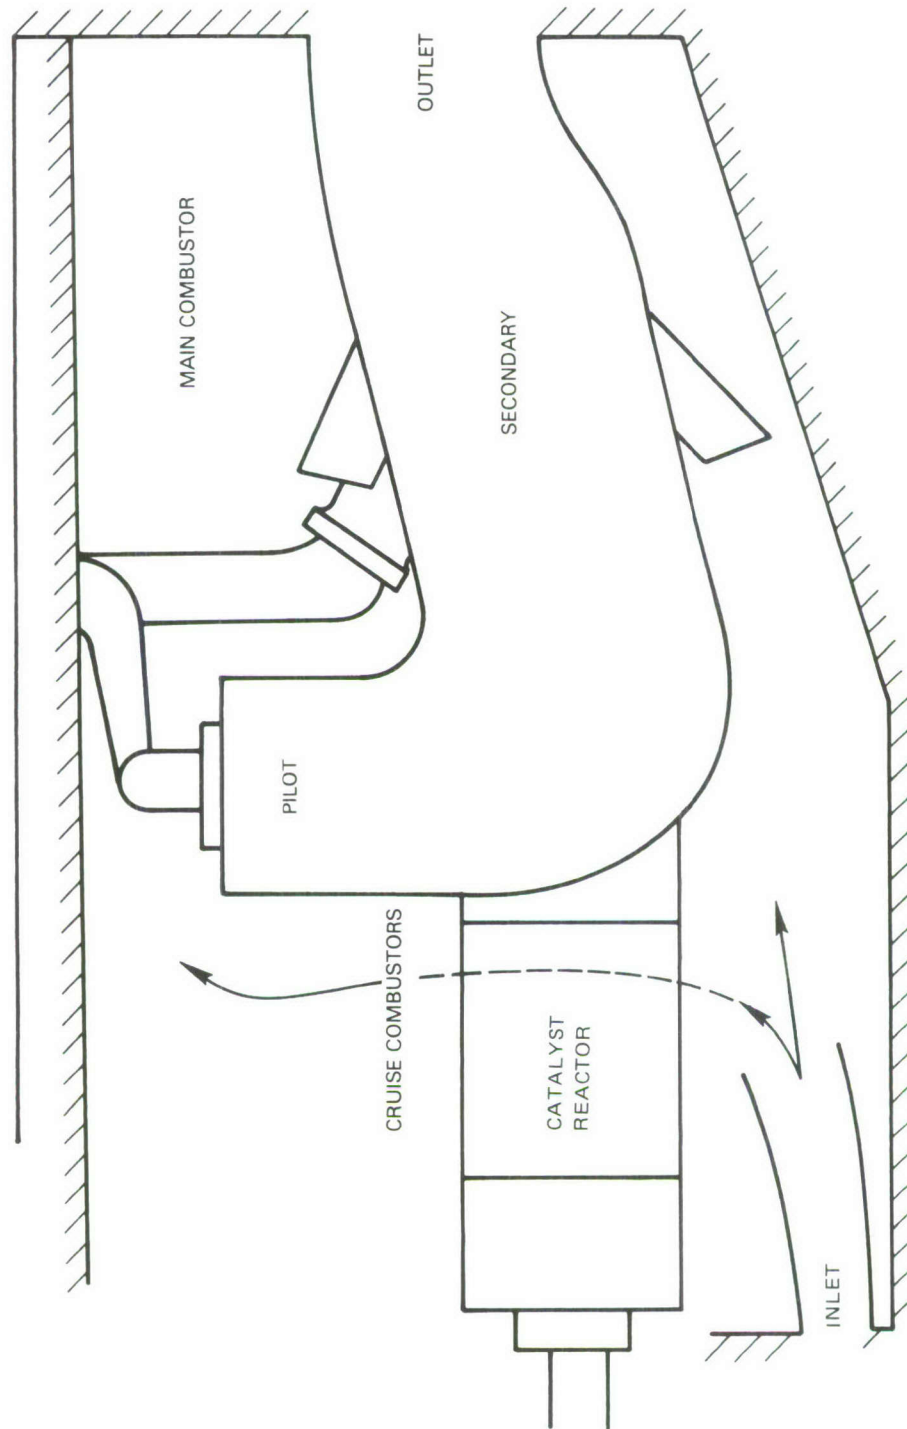 OUTLET
MAIN COMBUSTOR
SECONDARY
PILOT
CRUISE COMBUSTORS
CATALYST
REACTOR
INLET